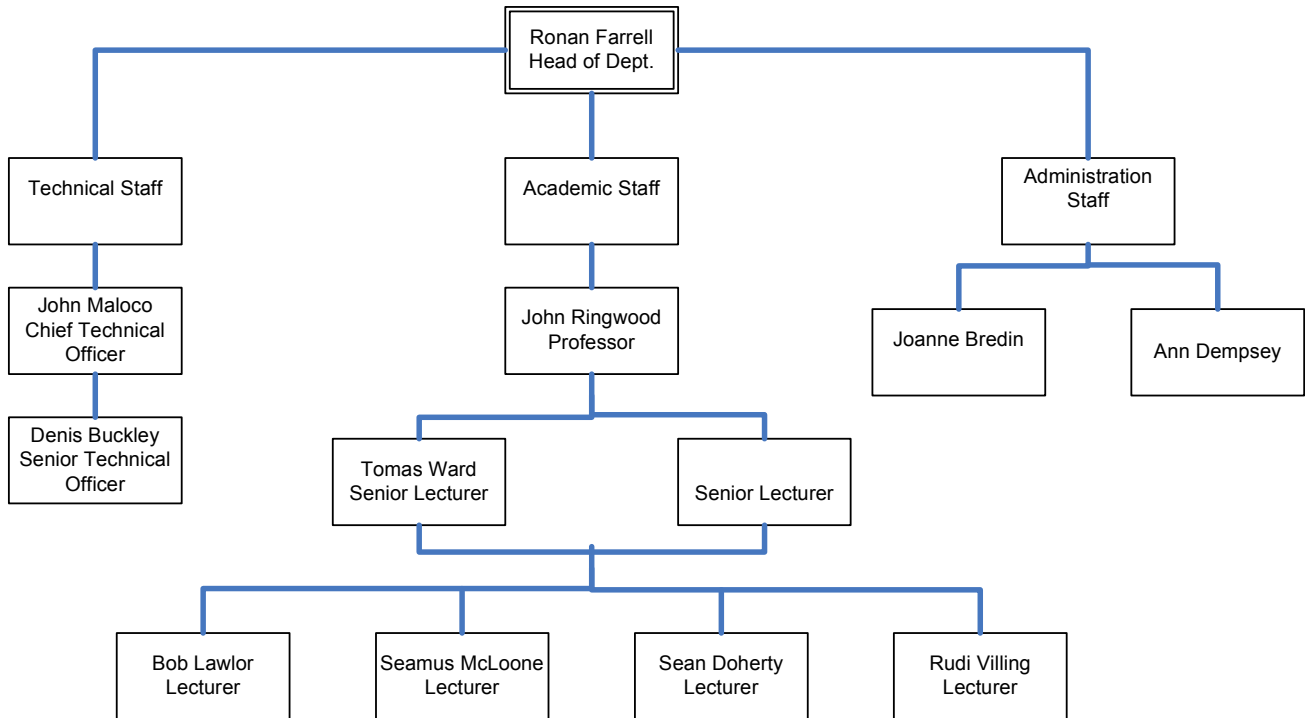 Ronan Farrell
Head of Dept.
Technical Staff
Academic Staff
Administration
Staff
John Maloco
Chief Technical
Officer
John Ringwood
Professor
Joanne Bredin
Ann Dempsey
Denis Buckley
Senior Technical
Officer
Tomas Ward
Senior Lecturer
Senior Lecturer
Bob Lawlor
Lecturer
Seamus McLoone
Lecturer
Sean Doherty
Lecturer
Rudi Villing
Lecturer